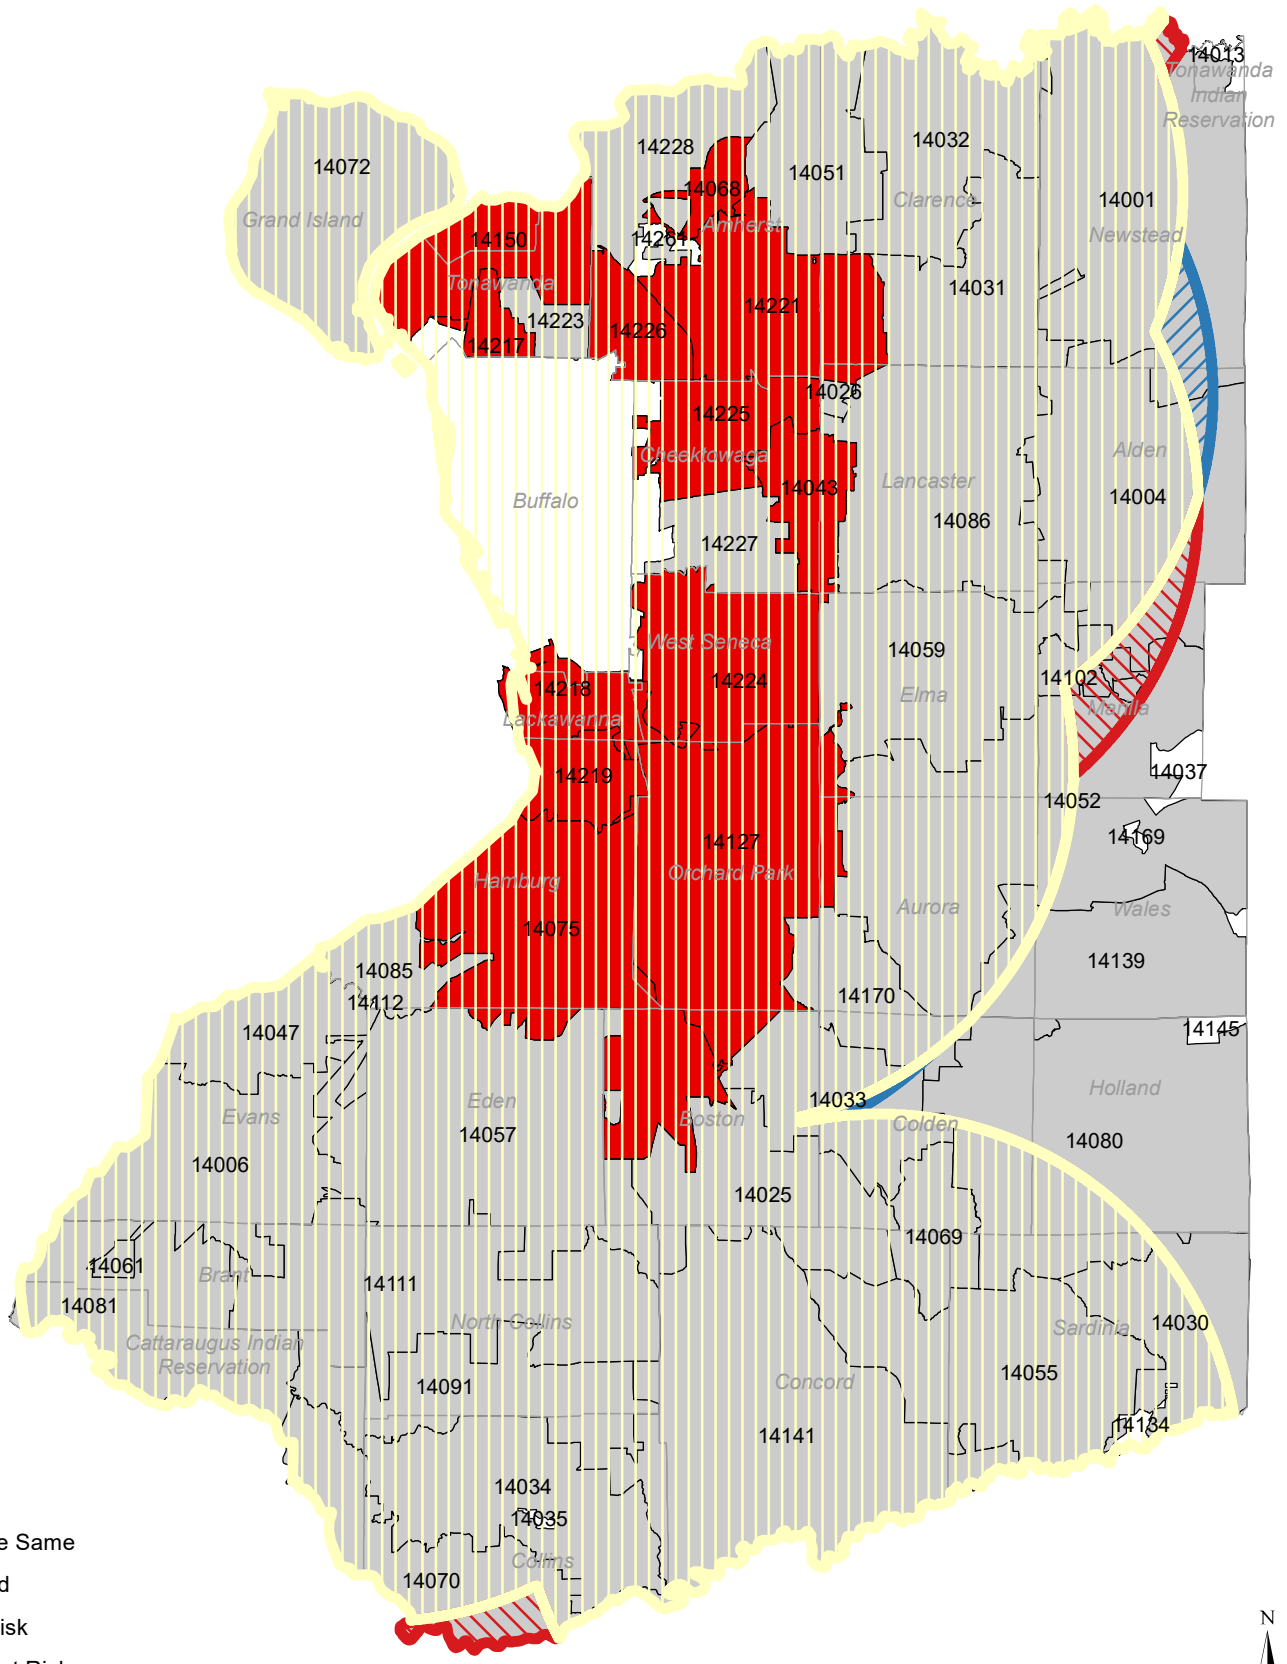 14013
Tonawanda
Indian
Reservation
14228
14032
14072
14051
14068
14001
Clarence
Grand Island
Amherst
Newstead
14150
14261
Tonawanda
14031
14221
14223
14226
14217
14026
14225
Cheektowaga
Alden
Lancaster
14043
14004
Buffalo
14086
14227
West Seneca
14059
14102
14224
14218
Elma
Marilla
Lackawanna
14219
14037
14052
14169
14127
Orchard Park
Hamburg
Aurora
Wales
14075
14139
14085
14170
14112
14047
14145
Holland
14033
Eden
Evans
Boston
Colden
14057
14080
14006
14025
14069
14061
Brant
14111
14081
North Collins
14030
Sardinia
Cattaraugus Indian
Reservation
14055
Concord
14091
14134
14141
14034
14035
e Same
Collins
14070
d
isk
N